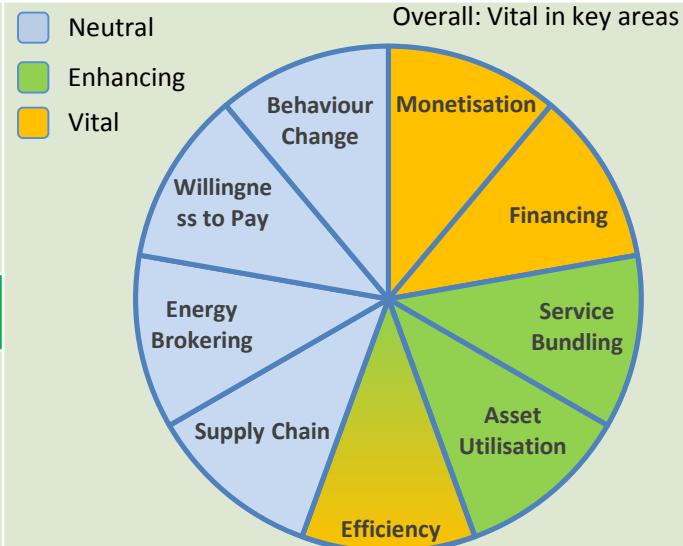 Overall: Vital in key areas
Neutral
Enhancing
Vital
Behaviour
Change
Monetisation
Willingne
ss to Pay
Financing
Energy
Brokering
Service
Bundling
Supply Chain
Asset
Utilisation
Efficiency